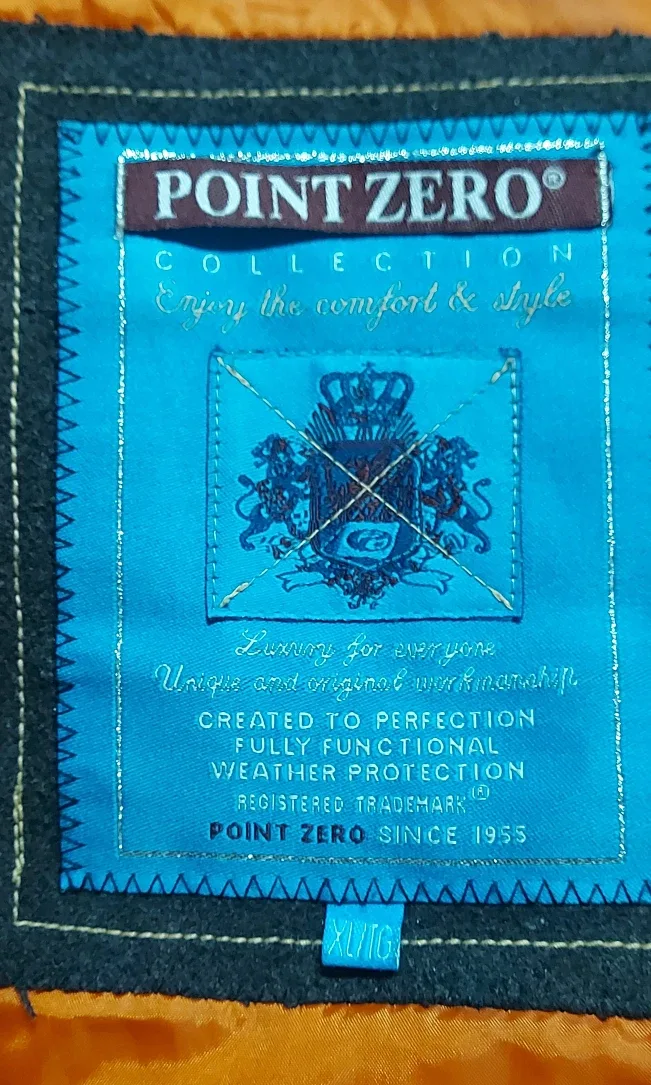 POINT ZERO®
COLLECTION
Enjoy the comfort & style
Luxury for everyone
Unique and original workmanship
CREATED TO PERFECTION
FULLY FUNCTIONAL
WEATHER PROTECTION
REGISTERED TRADEMARK®
POINT ZERO SINCE 1955
XL/TG